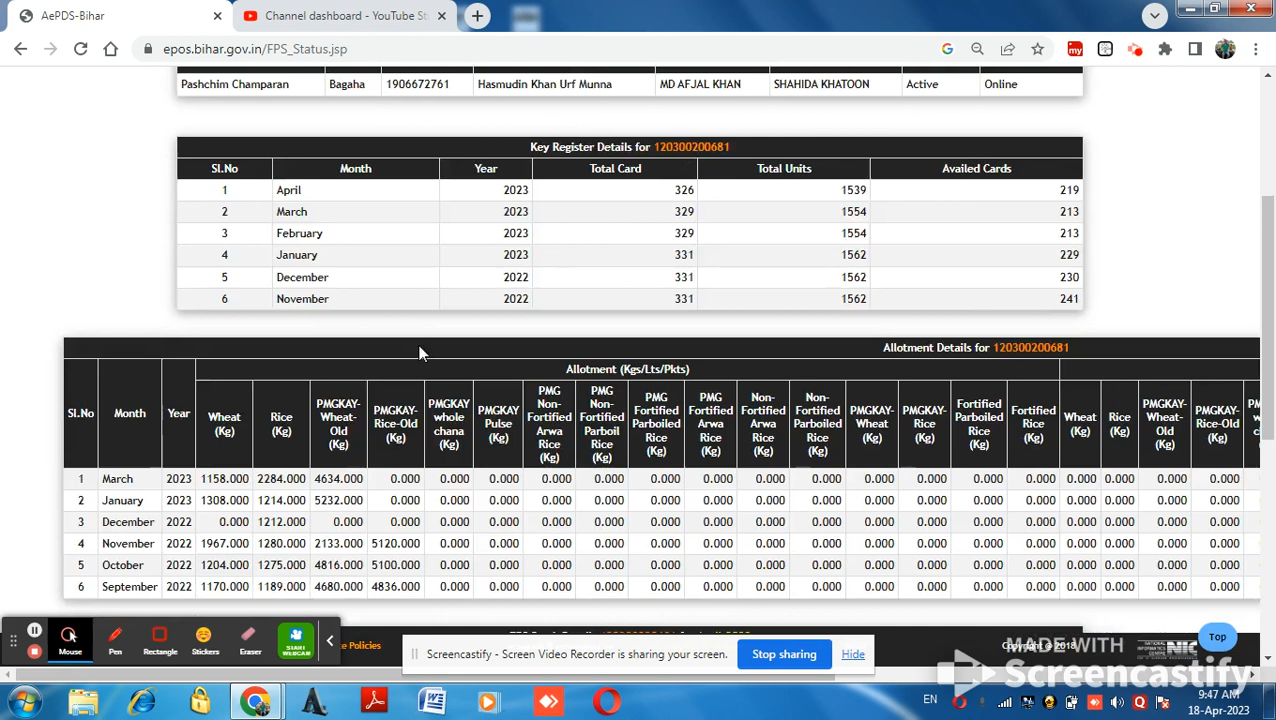 AePDS-Bihar
Channel dashboard - YouTube St
epos.bihar.gov.in/FPS_Status.jsp
Pashchim Champaran Bagaha 1906672761 Hasmudin Khan Urf Munna MD AFJAL KHAN SHAHIDA KHATOON Active Online
Key Register Details for 120300200681
Sl.No Month Year Total Card Total Units Availed Cards
1 April 2023 326 1539 219
2 March 2023 329 1554 213
3 February 2023 329 1554 213
4 January 2023 331 1562 229
5 December 2022 331 1562 230
6 November 2022 331 1562 241
Allotment Details for 120300200681
Allotment (Kgs/Lts/Pkts)
Sl.No Month Year Wheat (Kg) Rice (Kg) PMGKAY-Wheat-Old (Kg) PMGKAY-Rice-Old (Kg) PMGKAY whole chana (Kg) PMGKAY Pulse (Kg) PMG Non-Fortified Arwa Rice (Kg) PMG Non-Fortified Parboil Rice (Kg) PMG Fortified Parboiled Rice (Kg) PMG Fortified Arwa Rice (Kg) Non-Fortified Arwa Rice (Kg) Non-Fortified Parboiled Rice (Kg) PMGKAY-Wheat (Kg) PMGKAY-Rice (Kg) Fortified Parboiled Rice (Kg) Fortified Rice (Kg) Wheat (Kg) Rice (Kg) PMGKAY-Wheat-Old (Kg) PMGKAY-Rice-Old (Kg)
1 March 2023 1158.000 2284.000 4634.000 0.000 0.000 0.000 0.000 0.000 0.000 0.000 0.000 0.000 0.000 0.000 0.000 0.000 0.000 0.000 0.000 0.000
2 January 2023 1308.000 1214.000 5232.000 0.000 0.000 0.000 0.000 0.000 0.000 0.000 0.000 0.000 0.000 0.000 0.000 0.000 0.000 0.000 0.000 0.000
3 December 2022 0.000 1212.000 0.000 0.000 0.000 0.000 0.000 0.000 0.000 0.000 0.000 0.000 0.000 0.000 0.000 0.000 0.000 0.000 0.000 0.000
4 November 2022 1967.000 1280.000 2133.000 5120.000 0.000 0.000 0.000 0.000 0.000 0.000 0.000 0.000 0.000 0.000 0.000 0.000 0.000 0.000 0.000 0.000
5 October 2022 1204.000 1275.000 4816.000 5100.000 0.000 0.000 0.000 0.000 0.000 0.000 0.000 0.000 0.000 0.000 0.000 0.000 0.000 0.000 0.000 0.000
6 September 2022 1170.000 1189.000 4680.000 4836.000 0.000 0.000 0.000 0.000 0.000 0.000 0.000 0.000 0.000 0.000 0.000 0.000 0.000 0.000 0.000 0.000
Mouse Pen Rectangle Stickers Eraser START WEBCAM
Policies
Screencastify - Screen Video Recorder is sharing your screen. Stop sharing Hide
Copyright © 2018
NIC
Top
MADE WITH
Screencastify
EN
9:47 AM
18-Apr-2023